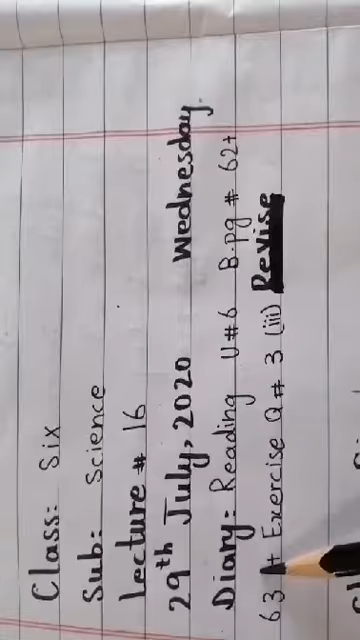 Class: Six
Sub: Science
Lecture # 16
29th July, 2020 Wednesday.
Diary: Reading U#6 B.pg # 62+
63 + Exercise Q # 3 (iii) Revise